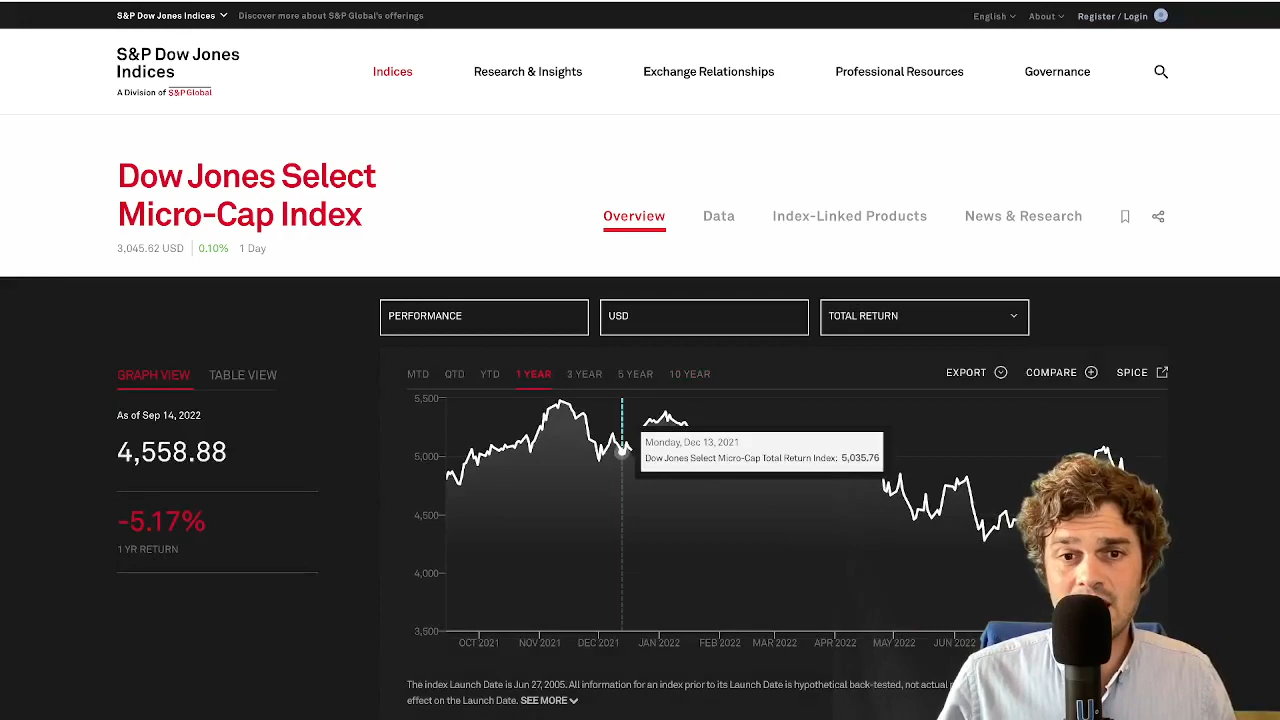 S&P Dow Jones Indices
Discover more about S&P Global's offerings
English
About
Register / Login
S&P Dow Jones
Indices
A Division of S&P Global
Indices
Research & Insights
Exchange Relationships
Professional Resources
Governance
Dow Jones Select
Micro-Cap Index
3,045.62 USD
0.10%
1 Day
Overview
Data
Index-Linked Products
News & Research
PERFORMANCE
USD
TOTAL RETURN
GRAPH VIEW
TABLE VIEW
As of Sep 14, 2022
4,558.88
-5.17%
1 YR RETURN
MTD
QTD
YTD
1 YEAR
3 YEAR
5 YEAR
10 YEAR
EXPORT
COMPARE
SPICE
5,500
5,000
4,500
4,000
3,500
Monday, Dec 13, 2021
Dow Jones Select Micro-Cap Total Return Index: 5,035.76
OCT 2021
NOV 2021
DEC 2021
JAN 2022
FEB 2022
MAR 2022
APR 2022
MAY 2022
JUN 2022
The index Launch Date is Jun 27, 2005. All information for an index prior to its Launch Date is hypothetical back-tested, not actual
effect on the Launch Date. SEE MORE